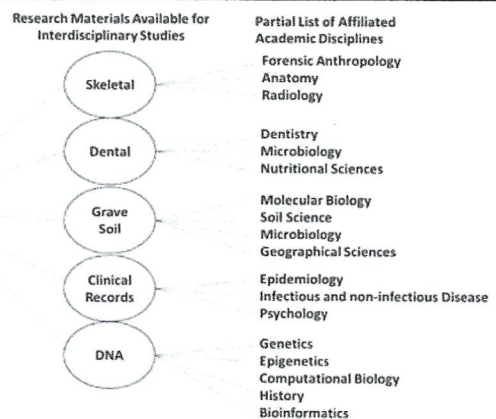 Research Materials Available for
Interdisciplinary Studies
Partial List of Affiliated
Academic Disciplines
Skeletal
Forensic Anthropology
Anatomy
Radiology
Dental
Dentistry
Microbiology
Nutritional Sciences
Grave
Soil
Molecular Biology
Soil Science
Microbiology
Geographical Sciences
Clinical
Records
Epidemiology
Infectious and non-infectious Disease
Psychology
DNA
Genetics
Epigenetics
Computational Biology
History
Bioinformatics